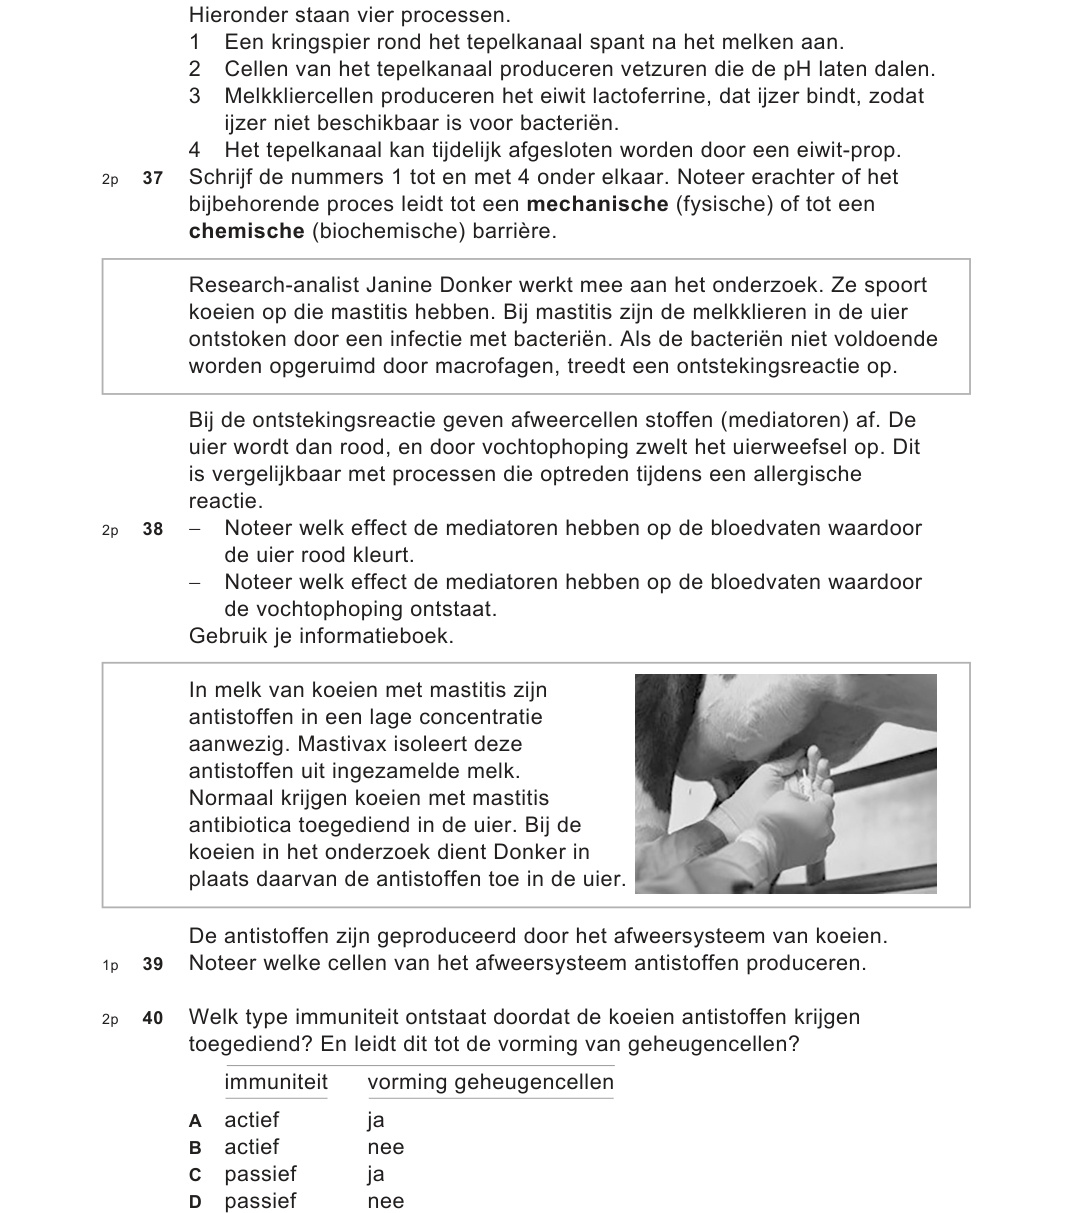 Hieronder staan vier processen.
1 Een kringspier rond het tepelkanaal spant na het melken aan.
2 Cellen van het tepelkanaal produceren vetzuren die de pH laten dalen.
3 Melkkliercellen produceren het eiwit lactoferrine, dat ijzer bindt, zodat
ijzer niet beschikbaar is voor bacteriën.
4 Het tepelkanaal kan tijdelijk afgesloten worden door een eiwit-prop.
2p 37 Schrijf de nummers 1 tot en met 4 onder elkaar. Noteer erachter of het
bijbehorende proces leidt tot een mechanische (fysische) of tot een
chemische (biochemische) barrière.
Research-analist Janine Donker werkt mee aan het onderzoek. Ze spoort
koeien op die mastitis hebben. Bij mastitis zijn de melkklieren in de uier
ontstoken door een infectie met bacteriën. Als de bacteriën niet voldoende
worden opgeruimd door macrofagen, treedt een ontstekingsreactie op.
Bij de ontstekingsreactie geven afweercellen stoffen (mediatoren) af. De
uier wordt dan rood, en door vochtophoping zwelt het uierweefsel op. Dit
is vergelijkbaar met processen die optreden tijdens een allergische
reactie.
2p 38 – Noteer welk effect de mediatoren hebben op de bloedvaten waardoor
de uier rood kleurt.
– Noteer welk effect de mediatoren hebben op de bloedvaten waardoor
de vochtophoping ontstaat.
Gebruik je informatieboek.
In melk van koeien met mastitis zijn
antistoffen in een lage concentratie
aanwezig. Mastivax isoleert deze
antistoffen uit ingezamelde melk.
Normaal krijgen koeien met mastitis
antibiotica toegediend in de uier. Bij de
koeien in het onderzoek dient Donker in
plaats daarvan de antistoffen toe in de uier.
De antistoffen zijn geproduceerd door het afweersysteem van koeien.
1p 39 Noteer welke cellen van het afweersysteem antistoffen produceren.
2p 40 Welk type immuniteit ontstaat doordat de koeien antistoffen krijgen
toegediend? En leidt dit tot de vorming van geheugencellen?
immuniteit vorming geheugencellen
A actief ja
B actief nee
C passief ja
D passief nee